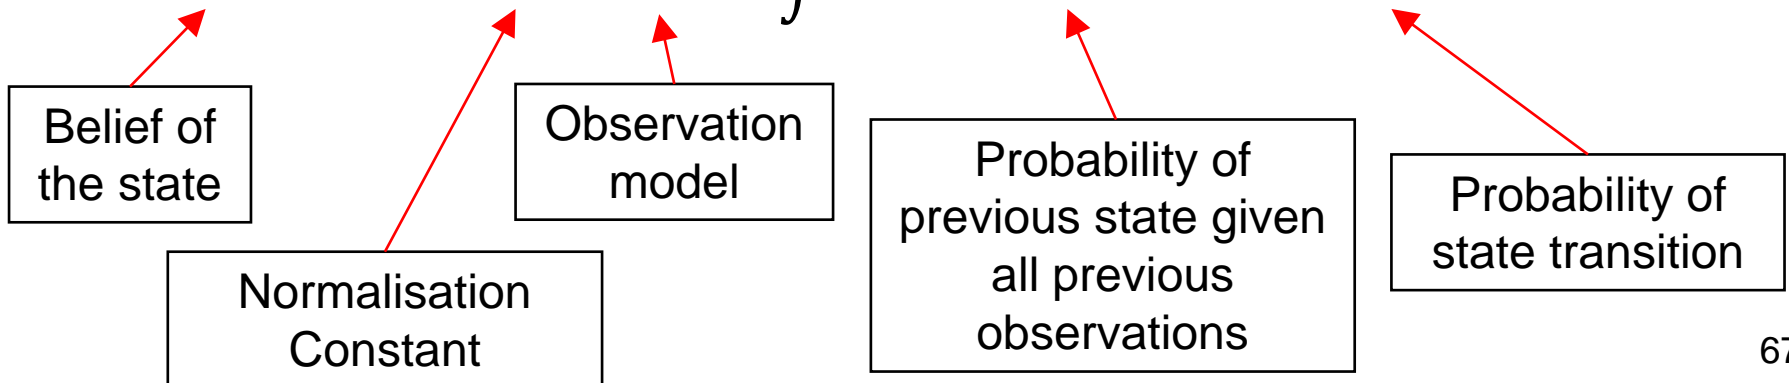 Belief of
the state
Normalisation
Constant
Observation
model
Probability of
previous state given
all previous
observations
Probability of
state transition